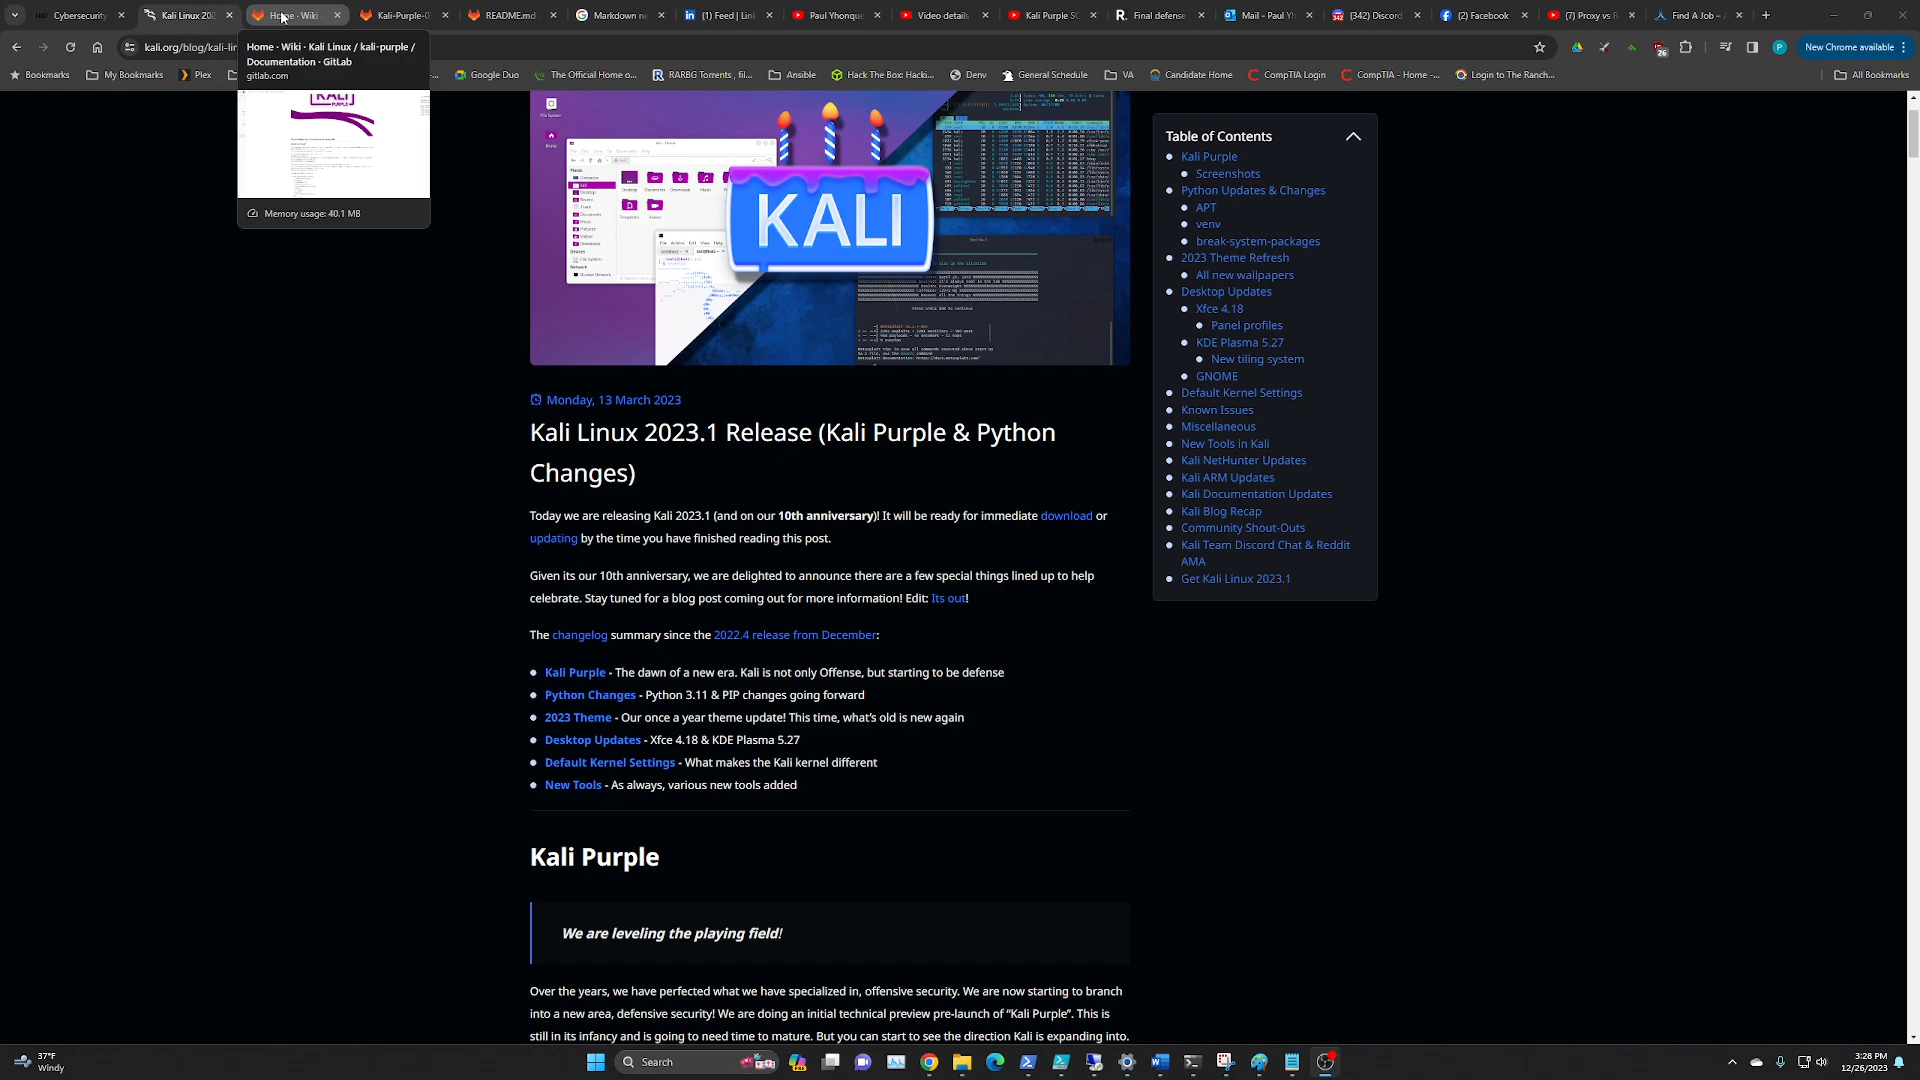 Cybersecurity
Kali Linux 202
Home - Wiki
Kali-Purple-0
README.md
Markdown ne
(1) Feed | Link
Paul Yhonque
Video details
Kali Purple SO
Final defense
Mail - Paul Yh
(342) Discord
(2) Facebook
(7) Proxy vs R
Find A Job –
kali.org/blog/kali-lin
New Chrome available
Bookmarks
My Bookmarks
Plex
Google Duo
The Official Home o...
RARBG Torrents , fil...
Ansible
Hack The Box: Hacki...
Denv
General Schedule
VA
Candidate Home
CompTIA Login
CompTIA - Home -...
Login to The Ranch...
All Bookmarks
Home · Wiki · Kali Linux / kali-purple /
Documentation · GitLab
gitlab.com
KALI
PURPLE
Memory usage: 40.1 MB
KALI
Table of Contents
Kali Purple
Screenshots
Python Updates & Changes
APT
venv
break-system-packages
2023 Theme Refresh
All new wallpapers
Desktop Updates
Xfce 4.18
Panel profiles
KDE Plasma 5.27
New tiling system
GNOME
Default Kernel Settings
Known Issues
Miscellaneous
New Tools in Kali
Kali NetHunter Updates
Kali ARM Updates
Kali Documentation Updates
Kali Blog Recap
Community Shout-Outs
Kali Team Discord Chat & Reddit
AMA
Get Kali Linux 2023.1
Monday, 13 March 2023
Kali Linux 2023.1 Release (Kali Purple & Python
Changes)
Today we are releasing Kali 2023.1 (and on our 10th anniversary)! It will be ready for immediate download or
updating by the time you have finished reading this post.
Given its our 10th anniversary, we are delighted to announce there are a few special things lined up to help
celebrate. Stay tuned for a blog post coming out for more information! Edit: Its out!
The changelog summary since the 2022.4 release from December:
Kali Purple - The dawn of a new era. Kali is not only Offense, but starting to be defense
Python Changes - Python 3.11 & PIP changes going forward
2023 Theme - Our once a year theme update! This time, what's old is new again
Desktop Updates - Xfce 4.18 & KDE Plasma 5.27
Default Kernel Settings - What makes the Kali kernel different
New Tools - As always, various new tools added
Kali Purple
We are leveling the playing field!
Over the years, we have perfected what we have specialized in, offensive security. We are now starting to branch
into a new area, defensive security! We are doing an initial technical preview pre-launch of "Kali Purple". This is
still in its infancy and is going to need time to mature. But you can start to see the direction Kali is expanding into.
37°F
Windy
Search
3:28 PM
12/26/2023